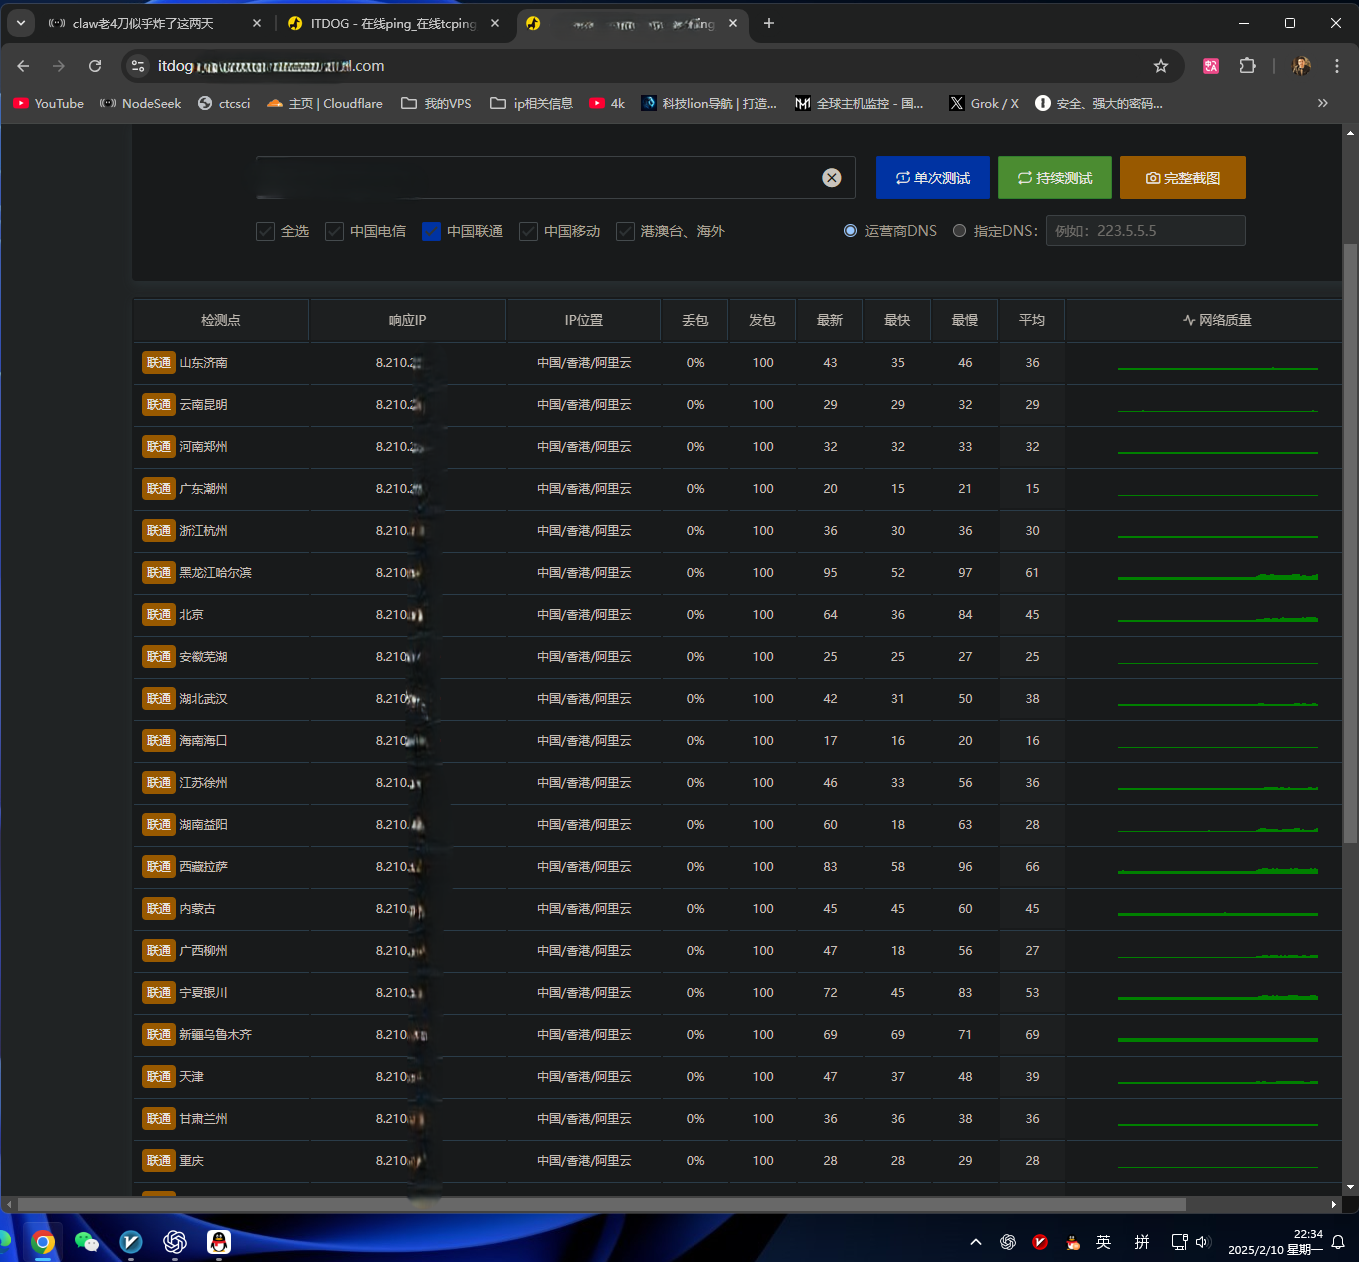 claw老4刀似乎炸了这两天
ITDOG - 在线ping_在线tcping
itdog
.com
YouTube NodeSeek ctcsci 主页 | Cloudflare 我的VPS ip相关信息 4k 科技lion导航 | 打造... 全球主机监控 - 国... Grok / X 安全、强大的密码... »
单次测试 持续测试 完整截图
全选 中国电信 中国联通 中国移动 港澳台、海外 运营商DNS 指定DNS： 例如：223.5.5.5
检测点 响应IP IP位置 丢包 发包 最新 最快 最慢 平均 网络质量
联通 山东济南 8.210. 中国/香港/阿里云 0% 100 43 35 46 36
联通 云南昆明 8.210. 中国/香港/阿里云 0% 100 29 29 32 29
联通 河南郑州 8.210. 中国/香港/阿里云 0% 100 32 32 33 32
联通 广东潮州 8.210. 中国/香港/阿里云 0% 100 20 15 21 15
联通 浙江杭州 8.210. 中国/香港/阿里云 0% 100 36 30 36 30
联通 黑龙江哈尔滨 8.210 中国/香港/阿里云 0% 100 95 52 97 61
联通 北京 8.210 中国/香港/阿里云 0% 100 64 36 84 45
联通 安徽芜湖 8.210 中国/香港/阿里云 0% 100 25 25 27 25
联通 湖北武汉 8.210 中国/香港/阿里云 0% 100 42 31 50 38
联通 海南海口 8.210 中国/香港/阿里云 0% 100 17 16 20 16
联通 江苏徐州 8.210. 中国/香港/阿里云 0% 100 46 33 56 36
联通 湖南益阳 8.210. 中国/香港/阿里云 0% 100 60 18 63 28
联通 西藏拉萨 8.210. 中国/香港/阿里云 0% 100 83 58 96 66
联通 内蒙古 8.210. 中国/香港/阿里云 0% 100 45 45 60 45
联通 广西柳州 8.210. 中国/香港/阿里云 0% 100 47 18 56 27
联通 宁夏银川 8.210. 中国/香港/阿里云 0% 100 72 45 83 53
联通 新疆乌鲁木齐 8.210. 中国/香港/阿里云 0% 100 69 69 71 69
联通 天津 8.210 中国/香港/阿里云 0% 100 47 37 48 39
联通 甘肃兰州 8.210 中国/香港/阿里云 0% 100 36 36 38 36
联通 重庆 8.210 中国/香港/阿里云 0% 100 28 28 29 28
英 拼 22:34
2025/2/10 星期一